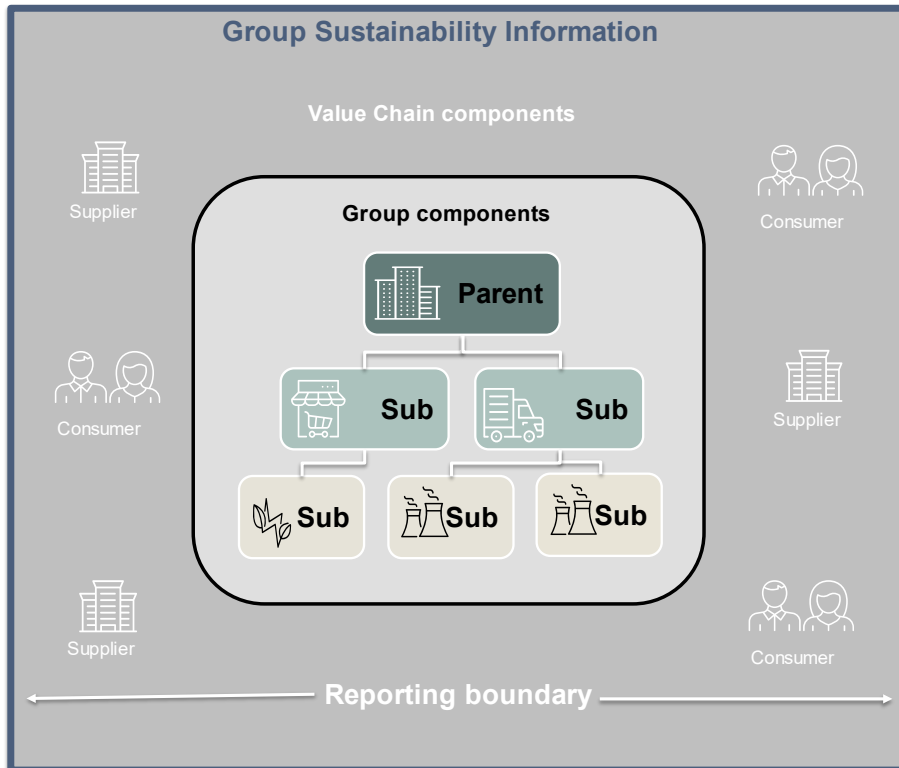 Group Sustainability Information
Value Chain components
Supplier
Consumer
Group components
Parent
Consumer
Sub
Sub
Supplier
Sub
Sub
Sub
Supplier
Consumer
Reporting boundary